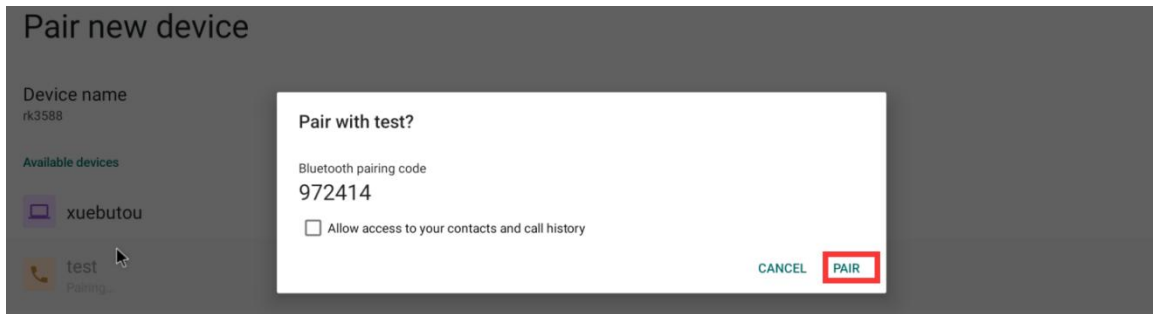 Pair new device
Device name
rk3588
Available devices
xuebutou
test
Pairing...
Pair with test?
Bluetooth pairing code
972414
Allow access to your contacts and call history
CANCEL PAIR